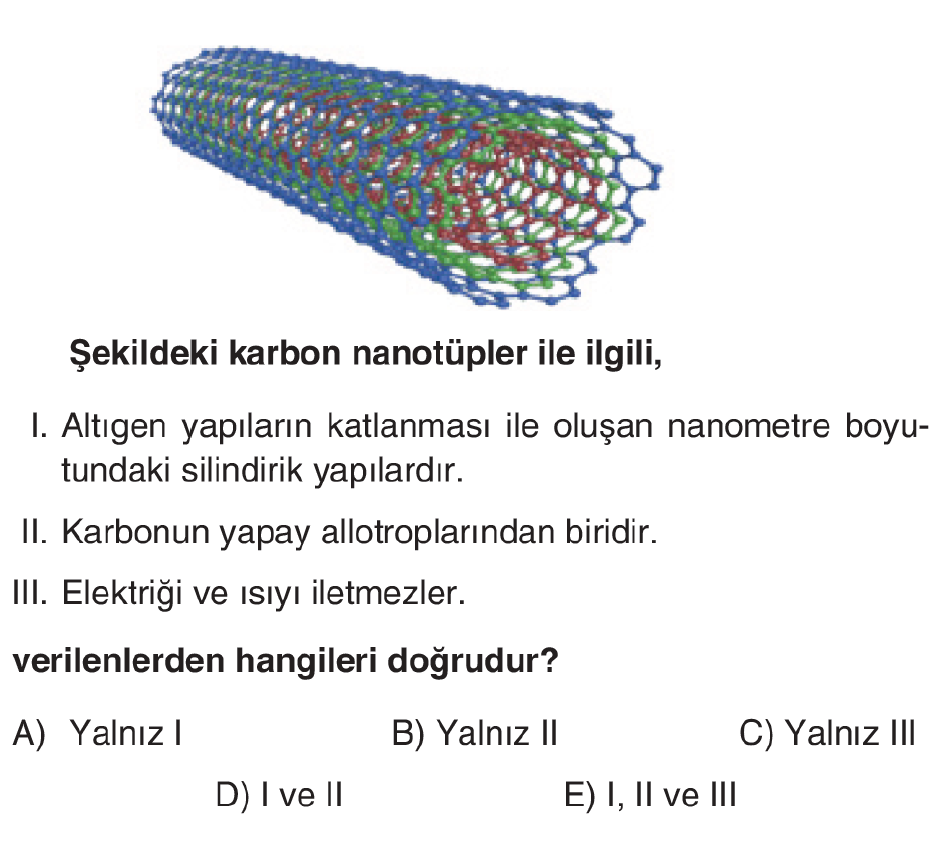 Şekildeki karbon nanotüpler ile ilgili,
I. Altıgen yapıların katlanması ile oluşan nanometre boyu-
tundaki silindirik yapılardır.
II. Karbonun yapay allotroplarından biridir.
III. Elektriği ve ısıyı iletmezler.
verilenlerden hangileri doğrudur?
A) Yalnız I B) Yalnız II C) Yalnız III
D) I ve II E) I, II ve III